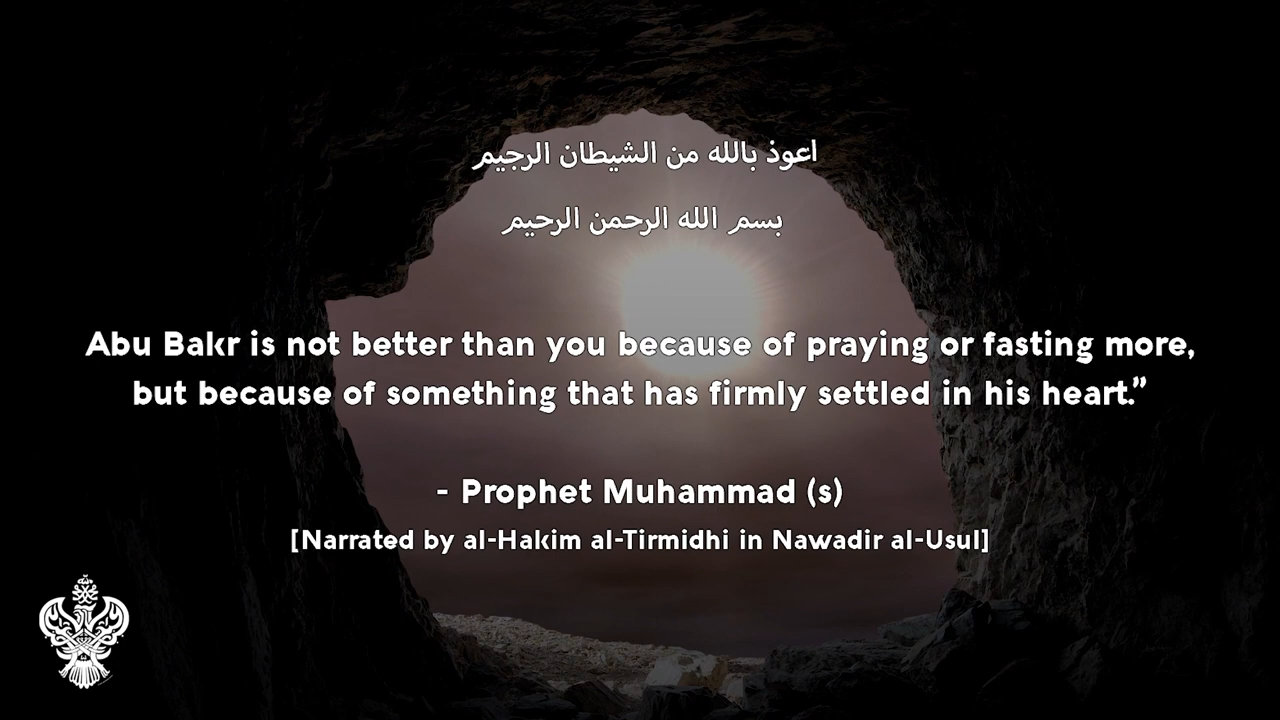 اعوذ بالله من الشيطان الرجيم
بسم الله الرحمن الرحيم
Abu Bakr is not better than you because of praying or fasting more,
but because of something that has firmly settled in his heart.”
- Prophet Muhammad (s)
[Narrated by al-Hakim al-Tirmidhi in Nawadir al-Usul]